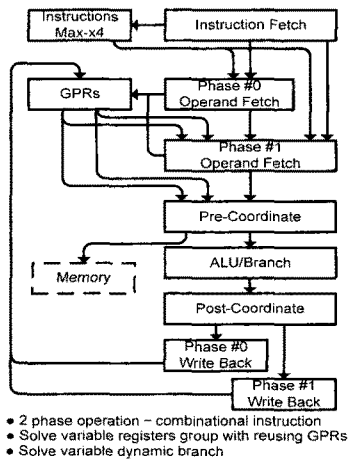 Instructions
Max-x4
Instruction Fetch
GPRs
Phase #0
Operand Fetch
Phase #1
Operand Fetch
Pre-Coordinate
Memory
ALU/Branch
Post-Coordinate
Phase #0
Write Back
Phase #1
Write Back
• 2 phase operation – combinational instruction
• Solve variable registers group with reusing GPRs
• Solve variable dynamic branch